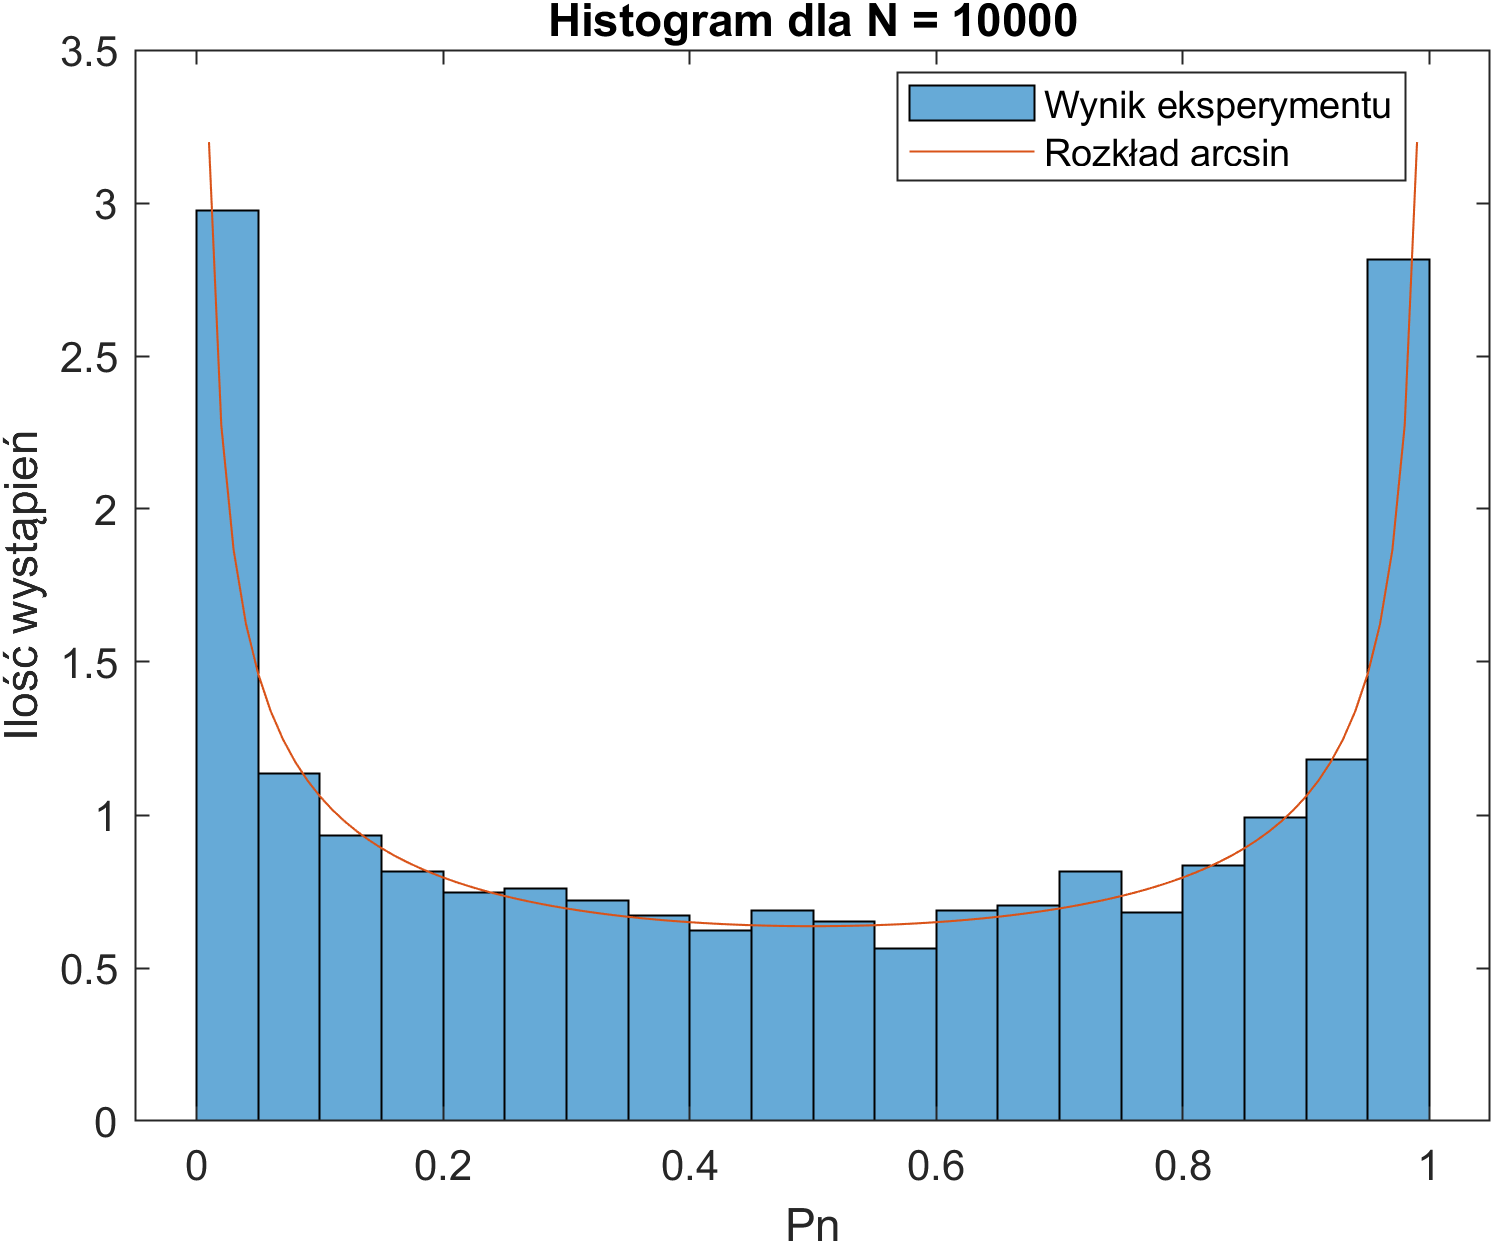 Histogram dla N = 10000
Wynik eksperymentu
Rozkład arcsin
Ilość wystąpień
3.5
3
2.5
2
1.5
1
0.5
0
0 0.2 0.4 0.6 0.8 1
Pn